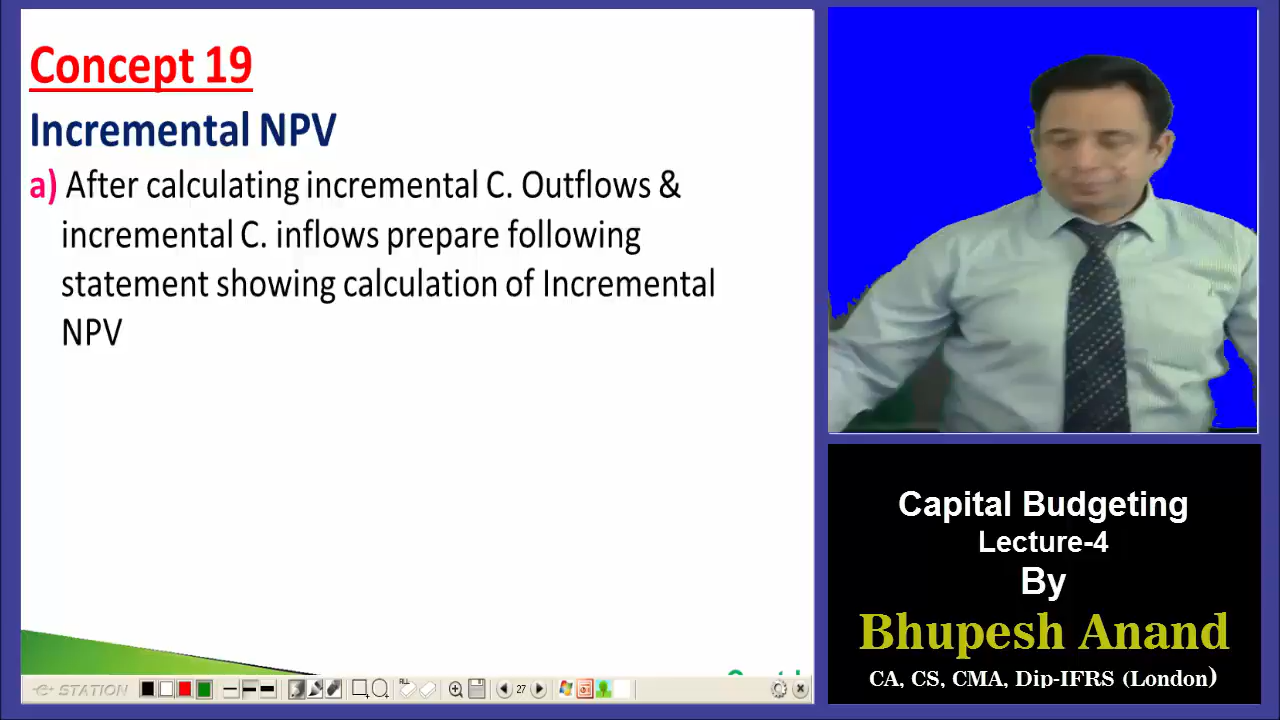 Concept 19
Incremental NPV
a) After calculating incremental C. Outflows &
incremental C. inflows prepare following
statement showing calculation of Incremental
NPV
e+ STATION
27
Capital Budgeting
Lecture-4
By
Bhupesh Anand
CA, CS, CMA, Dip-IFRS (London)